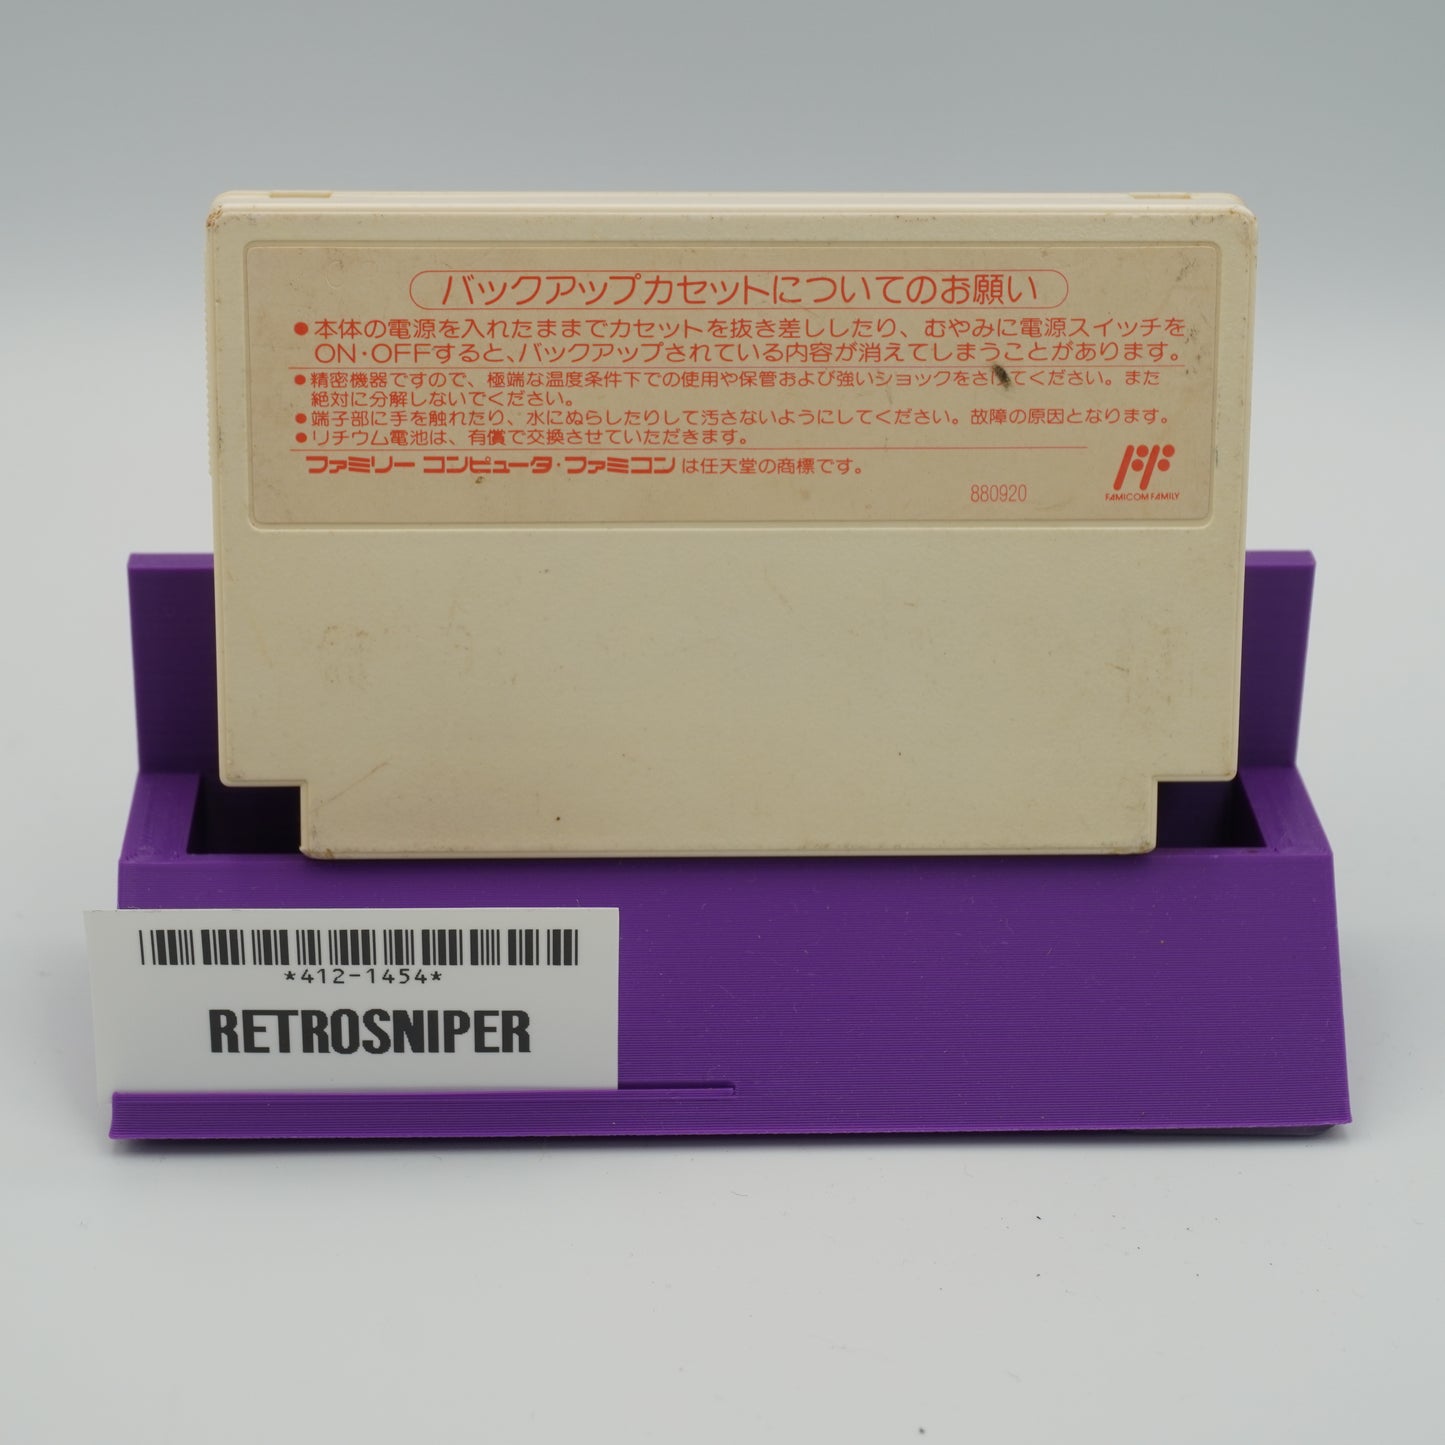 バックアップカセットについてのお願い
●本体の電源を入れたままでカセットを抜き差ししたり、むやみに電源スイッチを
ON・OFFすると、バックアップされている内容が消えてしまうことがあります。
●精密機器ですので、極端な温度条件下での使用や保管および強いショックをさけてください。また
絶対に分解しないでください。
●端子部に手を触れたり、水にぬらしたりして汚さないようにしてください。故障の原因となります。
●リチウム電池は、有償で交換させていただきます。
ファミリー コンピュータ・ファミコンは任天堂の商標です。
FF
FAMICOM FAMILY
880920
*412-1454*
RETROSNIPER